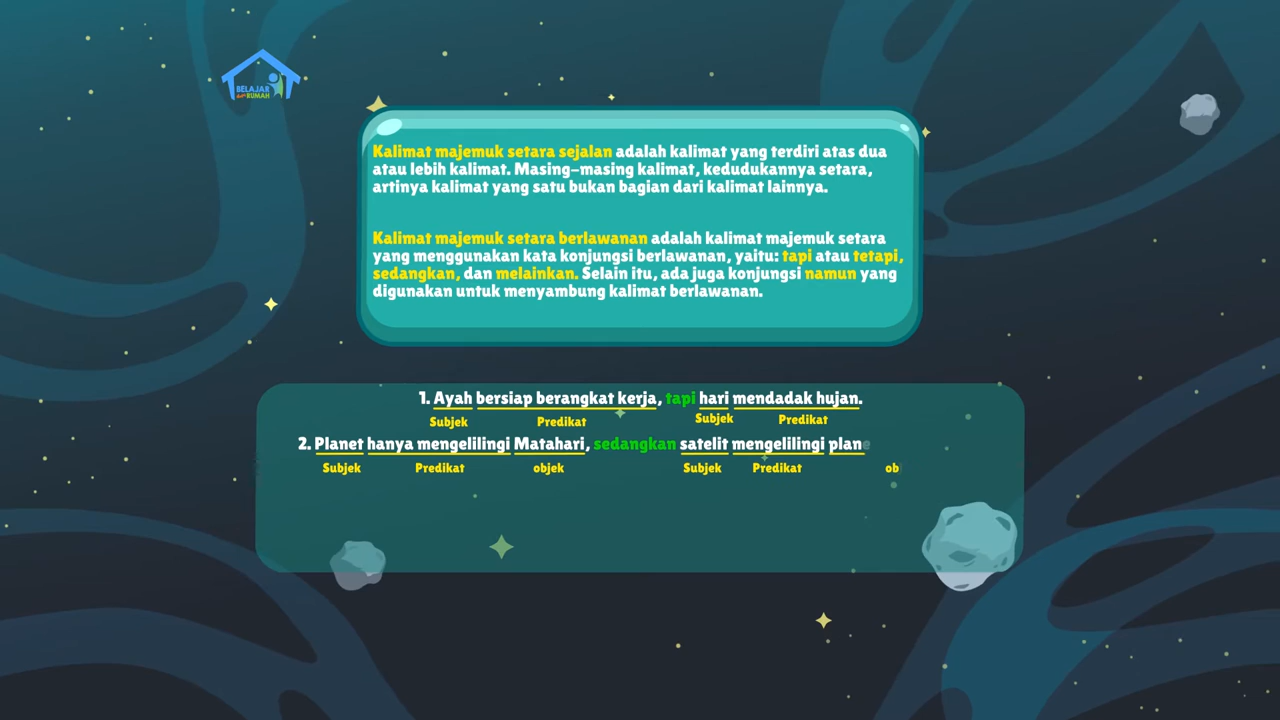 BELAJAR
dari RUMAH
Kalimat majemuk setara sejalan adalah kalimat yang terdiri atas dua
atau lebih kalimat. Masing-masing kalimat, kedudukannya setara,
artinya kalimat yang satu bukan bagian dari kalimat lainnya.
Kalimat majemuk setara berlawanan adalah kalimat majemuk setara
yang menggunakan kata konjungsi berlawanan, yaitu: tapi atau tetapi,
sedangkan, dan melainkan. Selain itu, ada juga konjungsi namun yang
digunakan untuk menyambung kalimat berlawanan.
1. Ayah bersiap berangkat kerja, tapi hari mendadak hujan.
Subjek Predikat Subjek Predikat
2. Planet hanya mengelilingi Matahari, sedangkan satelit mengelilingi plane
Subjek Predikat objek Subjek Predikat ob